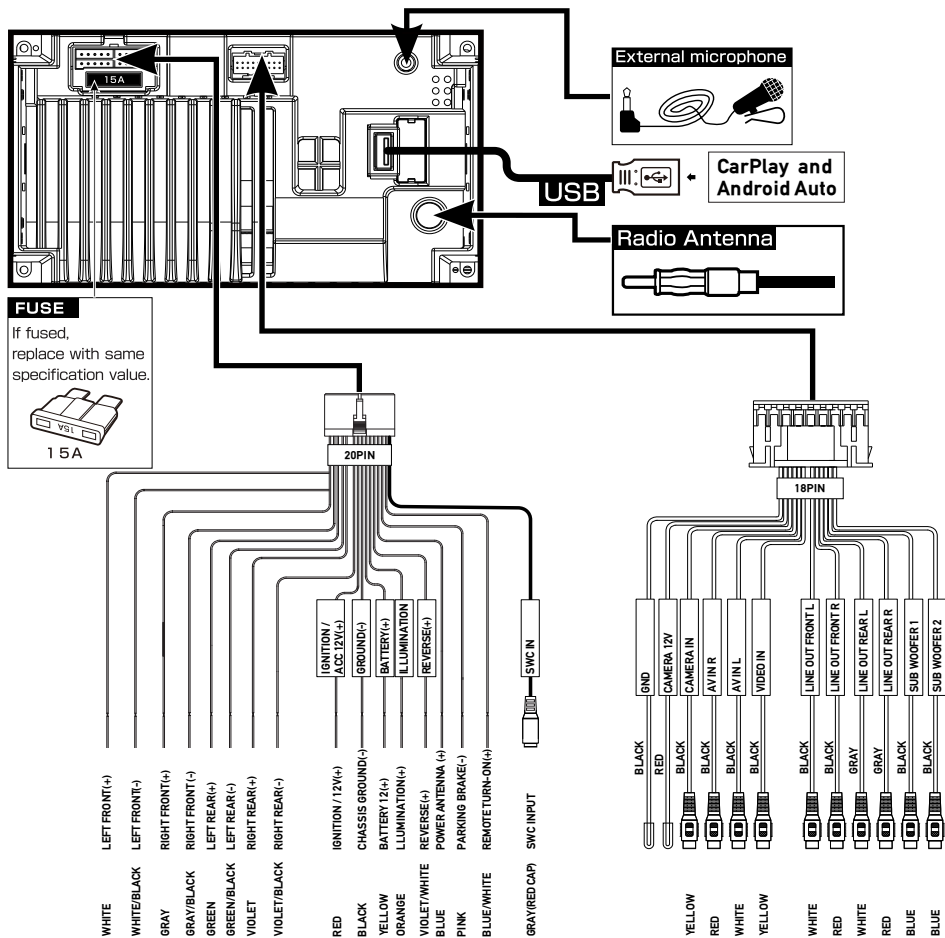 15A
External microphone
USB
CarPlay and
Android Auto
Radio Antenna
FUSE
If fused,
replace with same
specification value.
15A
15A
20PIN
18PIN
IGNITION /
ACC 12V(+)
GROUND(-)
BATTERY(+)
ILLUMINATION
REVERSE(+)
SWC IN
GND
CAMERA 12V
CAMERA IN
AV IN R
AV IN L
VIDEO IN
LINE OUT FRONT L
LINE OUT FRONT R
LINE OUT REAR L
LINE OUT REAR R
SUB WOOFER 1
SUB WOOFER 2
BLACK
RED
BLACK
BLACK
BLACK
BLACK
BLACK
BLACK
GRAY
GRAY
BLACK
BLACK
WHITE LEFT FRONT(+)
WHITE/BLACK LEFT FRONT(-)
GRAY RIGHT FRONT(+)
GRAY/BLACK RIGHT FRONT(-)
GREEN LEFT REAR(+)
GREEN/BLACK LEFT REAR(-)
VIOLET RIGHT REAR(+)
VIOLET/BLACK RIGHT REAR(-)
RED IGNITION / 12V(+)
BLACK CHASSIS GROUND(-)
YELLOW BATTERY 12(+)
ORANGE LLUMINATION(+)
VIOLET/WHITE REVERSE(+)
BLUE POWER ANTENNA (+)
PINK PARKING BRAKE(-)
BLUE/WHITE REMOTE TURN-ON(+)
GRAY(RED CAP) SWC INPUT
YELLOW
RED
WHITE
YELLOW
WHITE
RED
WHITE
RED
BLUE
BLUE